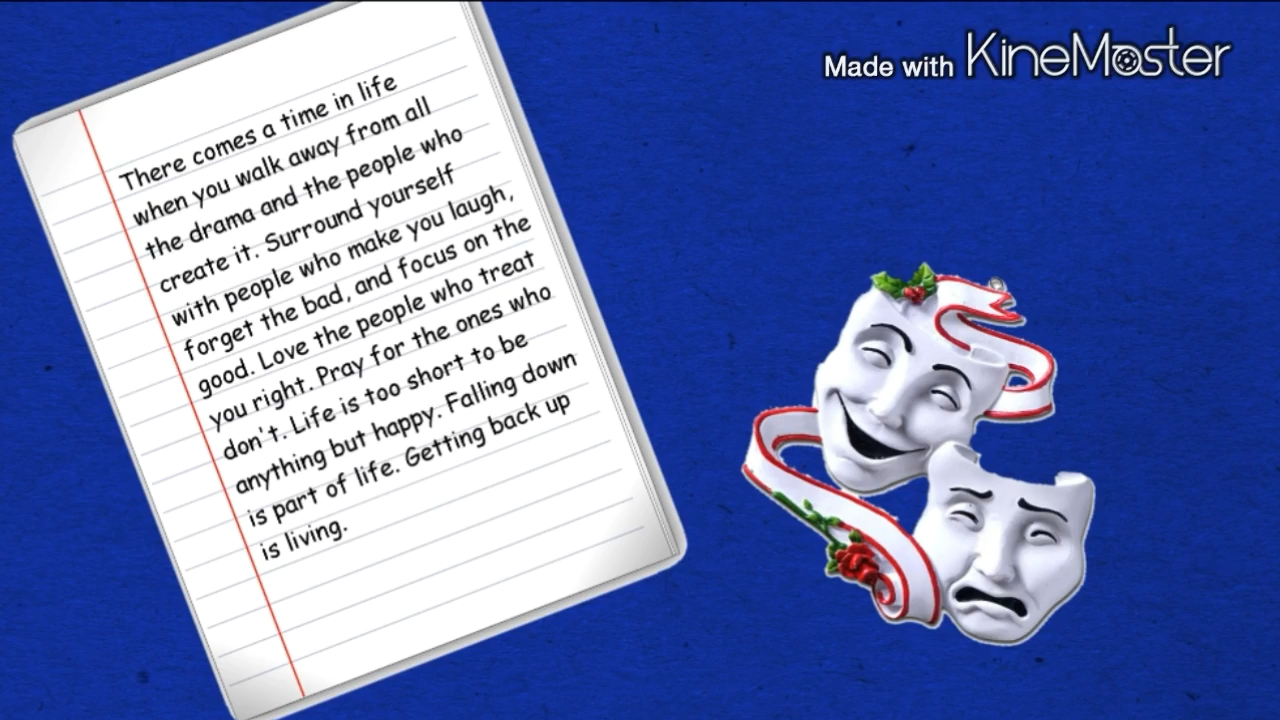 Made with KineMaster
There comes a time in life
when you walk away from all
the drama and the people who
create it. Surround yourself
with people who make you laugh,
forget the bad, and focus on the
good. Love the people who treat
you right. Pray for the ones who
don't. Life is too short to be
anything but happy. Falling down
is part of life. Getting back up
is living.